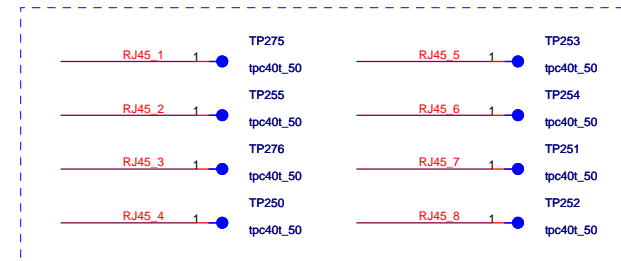 TP275
RJ45_1 1
tpc40t_50
TP255
RJ45_2 1
tpc40t_50
TP276
RJ45_3 1
tpc40t_50
TP250
RJ45_4 1
tpc40t_50
TP253
RJ45_5 1
tpc40t_50
TP254
RJ45_6 1
tpc40t_50
TP251
RJ45_7 1
tpc40t_50
TP252
RJ45_8 1
tpc40t_50